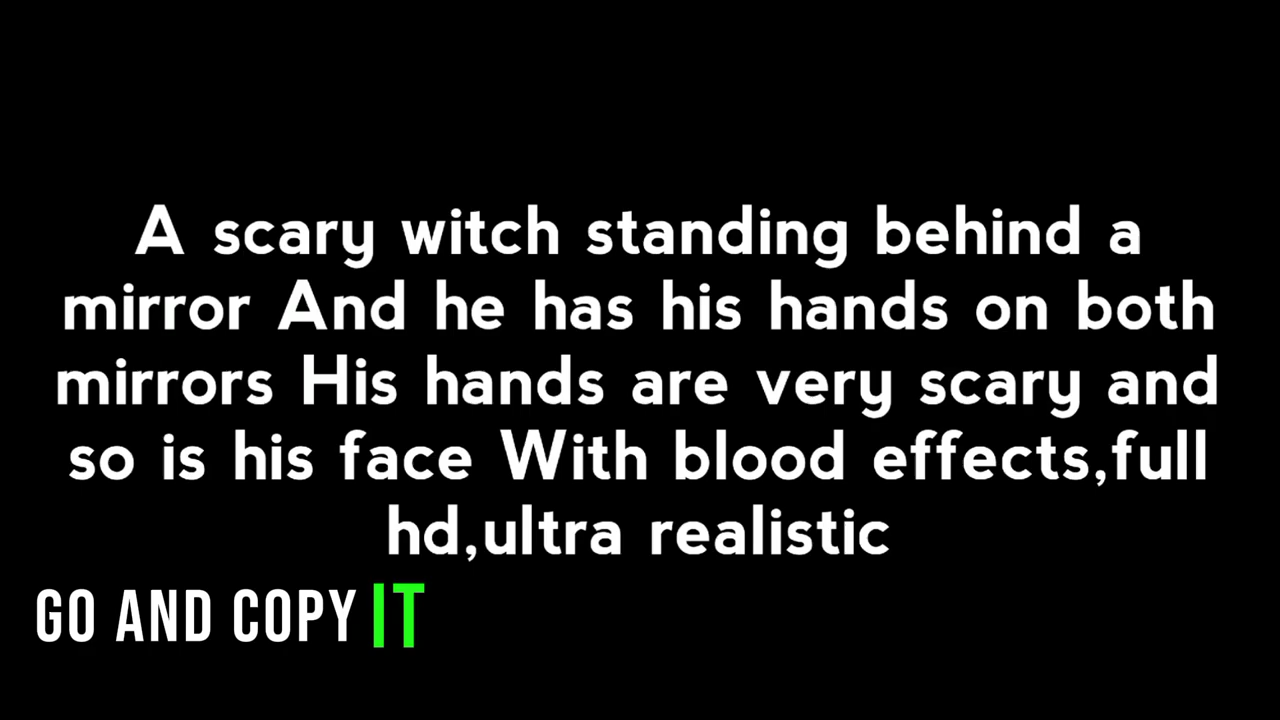 A scary witch standing behind a
mirror And he has his hands on both
mirrors His hands are very scary and
so is his face With blood effects,full
hd,ultra realistic
GO AND COPY IT